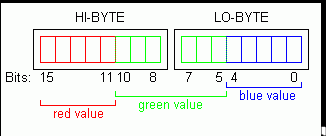 HI-BYTE LO-BYTE
Bits: 15 11 10 8 7 5 4 0
red value green value blue value